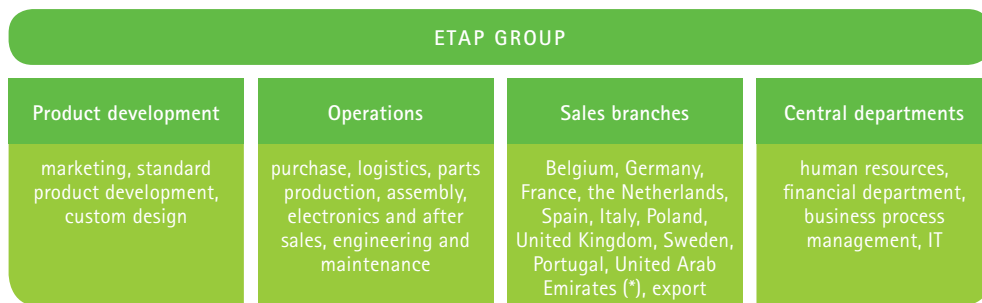 ETAP GROUP
Product development
marketing, standard
product development,
custom design
Operations
purchase, logistics, parts
production, assembly,
electronics and after
sales, engineering and
maintenance
Sales branches
Belgium, Germany,
France, the Netherlands,
Spain, Italy, Poland,
United Kingdom, Sweden,
Portugal, United Arab
Emirates (*), export
Central departments
human resources,
financial department,
business process
management, IT